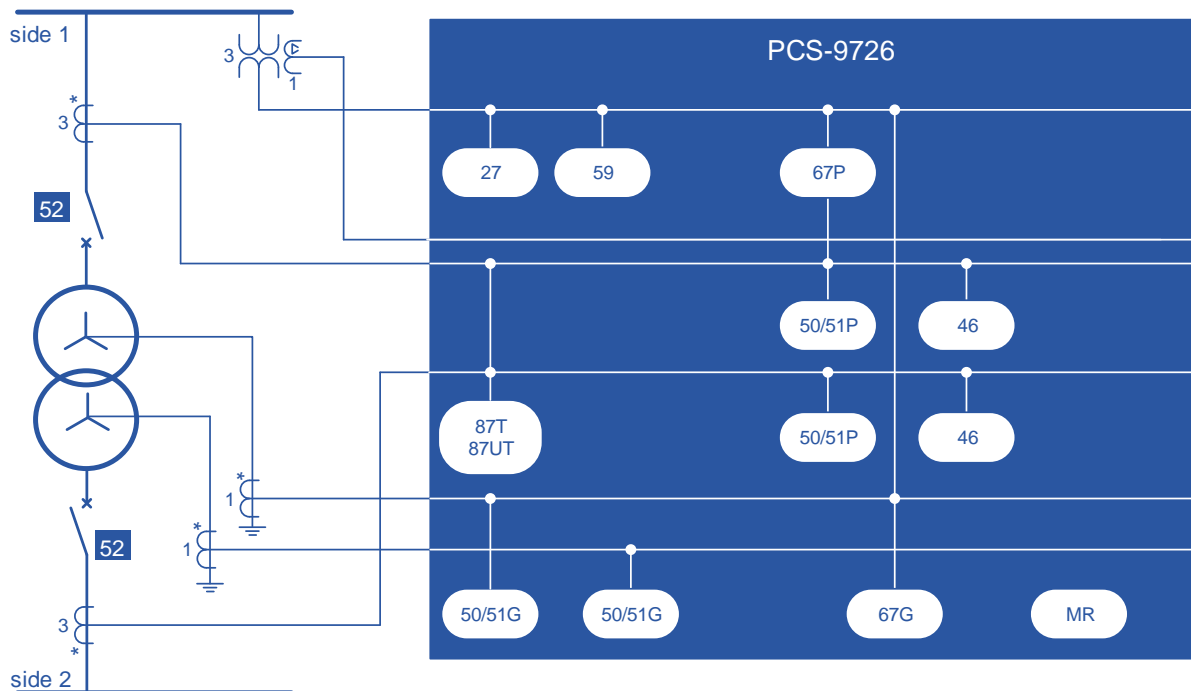 side 1
3
1
PCS-9726
*
3
27
59
67P
52
50/51P
46
87T
87UT
50/51P
46
*
1
*
1
52
50/51G
50/51G
67G
MR
3
*
side 2